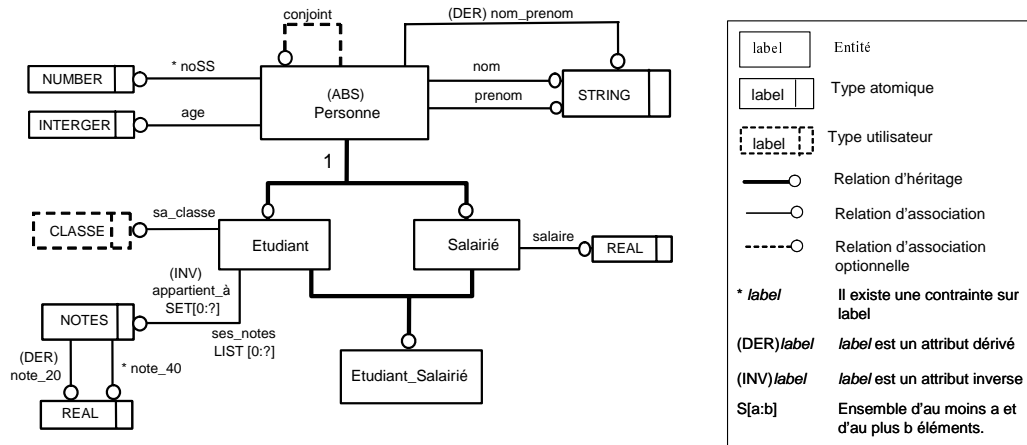 conjoint
(DER) nom_prenom
* noSS
NUMBER
(ABS)
Personne
nom
prenom
STRING
INTERGER
age
1
CLASSE
sa_classe
Etudiant
Salairié
salaire
REAL
(INV)
appartient_à
SET[0:?]
NOTES
ses_notes
LIST [0:?]
(DER)
note_20
* note_40
REAL
Etudiant_Salairié
label
Entité
label
Type atomique
label
Type utilisateur
Relation d'héritage
Relation d'association
Relation d'association
optionnelle
* label Il existe une contrainte sur
label
(DER)label label est un attribut dérivé
(INV)label label est un attribut inverse
S[a:b] Ensemble d'au moins a et
d'au plus b éléments.